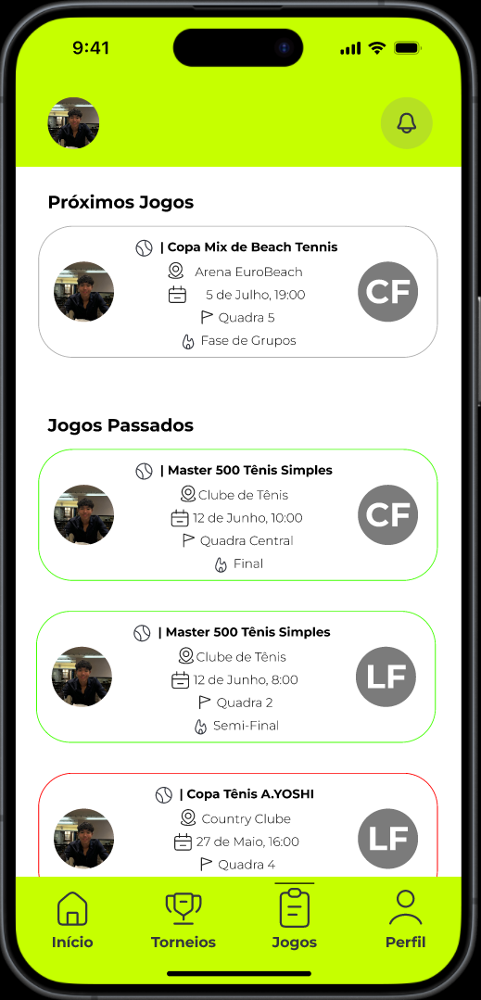 9:41
Próximos Jogos
| Copa Mix de Beach Tennis
Arena EuroBeach
5 de Julho, 19:00
Quadra 5
Fase de Grupos
CF
Jogos Passados
| Master 500 Tênis Simples
Clube de Tênis
12 de Junho, 10:00
Quadra Central
Final
CF
| Master 500 Tênis Simples
Clube de Tênis
12 de Junho, 8:00
Quadra 2
Semi-Final
LF
| Copa Tênis A.YOSHI
Country Clube
27 de Maio, 16:00
Quadra 4
LF
Início
Torneios
Jogos
Perfil